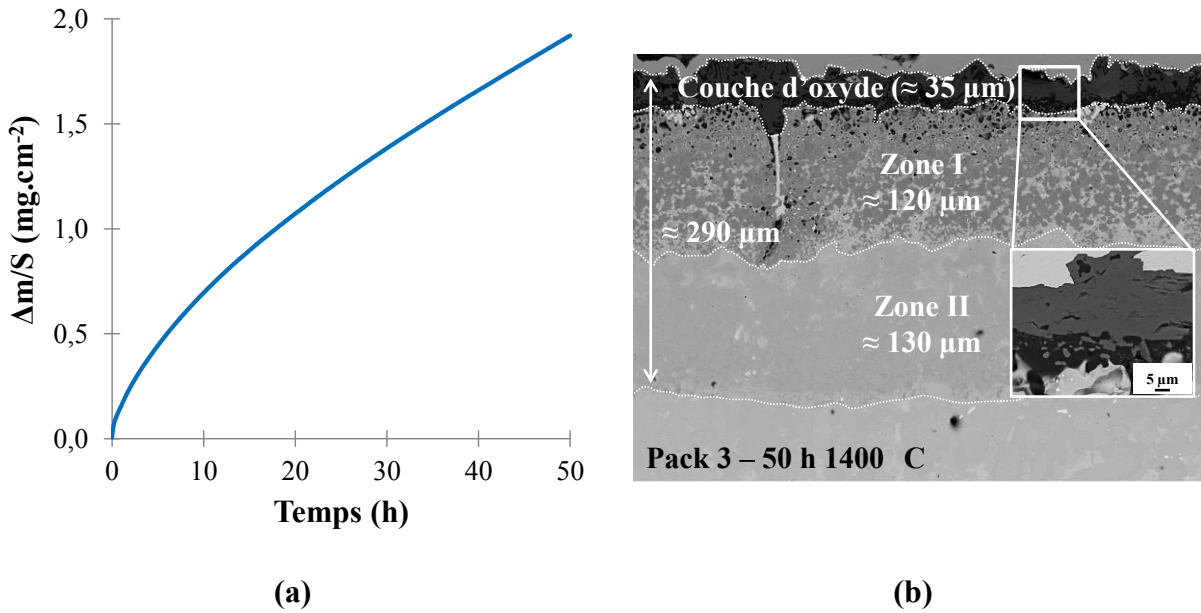 2,0
1,5
1,0
0,5
0,0
Δm/S (mg.cm⁻²)
0 10 20 30 40 50
Temps (h)
(a)
Couche d'oxyde (≈ 35 μm)
Zone I
≈ 120 μm
≈ 290 μm
Zone II
≈ 130 μm
5 μm
Pack 3 – 50 h 1400 C
(b)